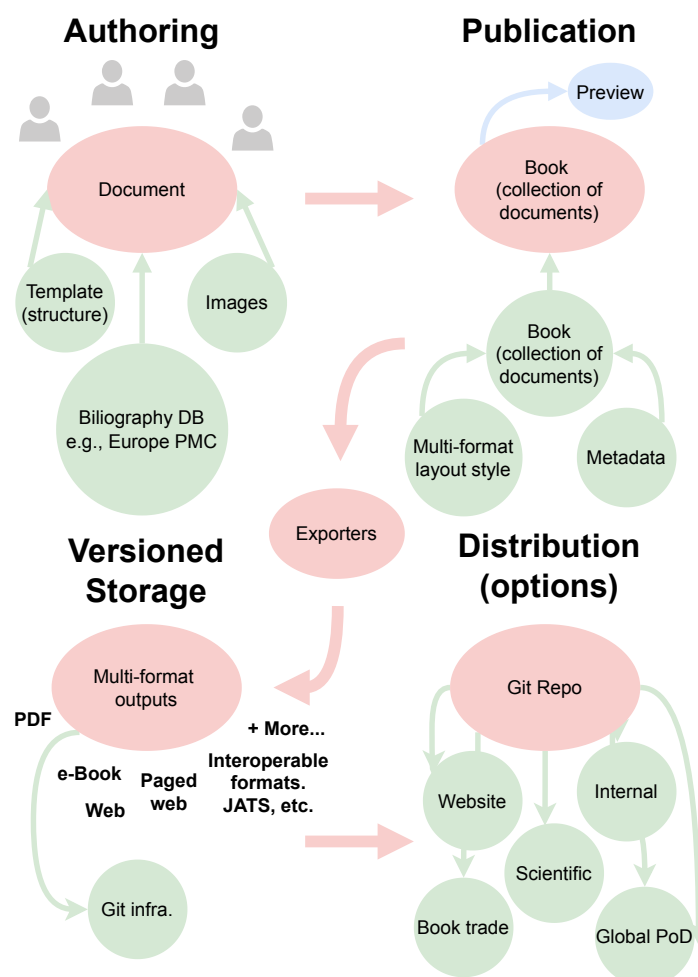 Authoring
Publication
Preview
Document
Book
(collection of
documents)
Template
(structure)
Images
Biliography DB
e.g., Europe PMC
Book
(collection of
documents)
Multi-format
layout style
Metadata
Exporters
Versioned
Storage
Distribution
(options)
Multi-format
outputs
PDF
+ More...
e-Book
Paged
web
Interoperable
formats.
JATS, etc.
Web
Git infra.
Git Repo
Website
Internal
Scientific
Book trade
Global PoD